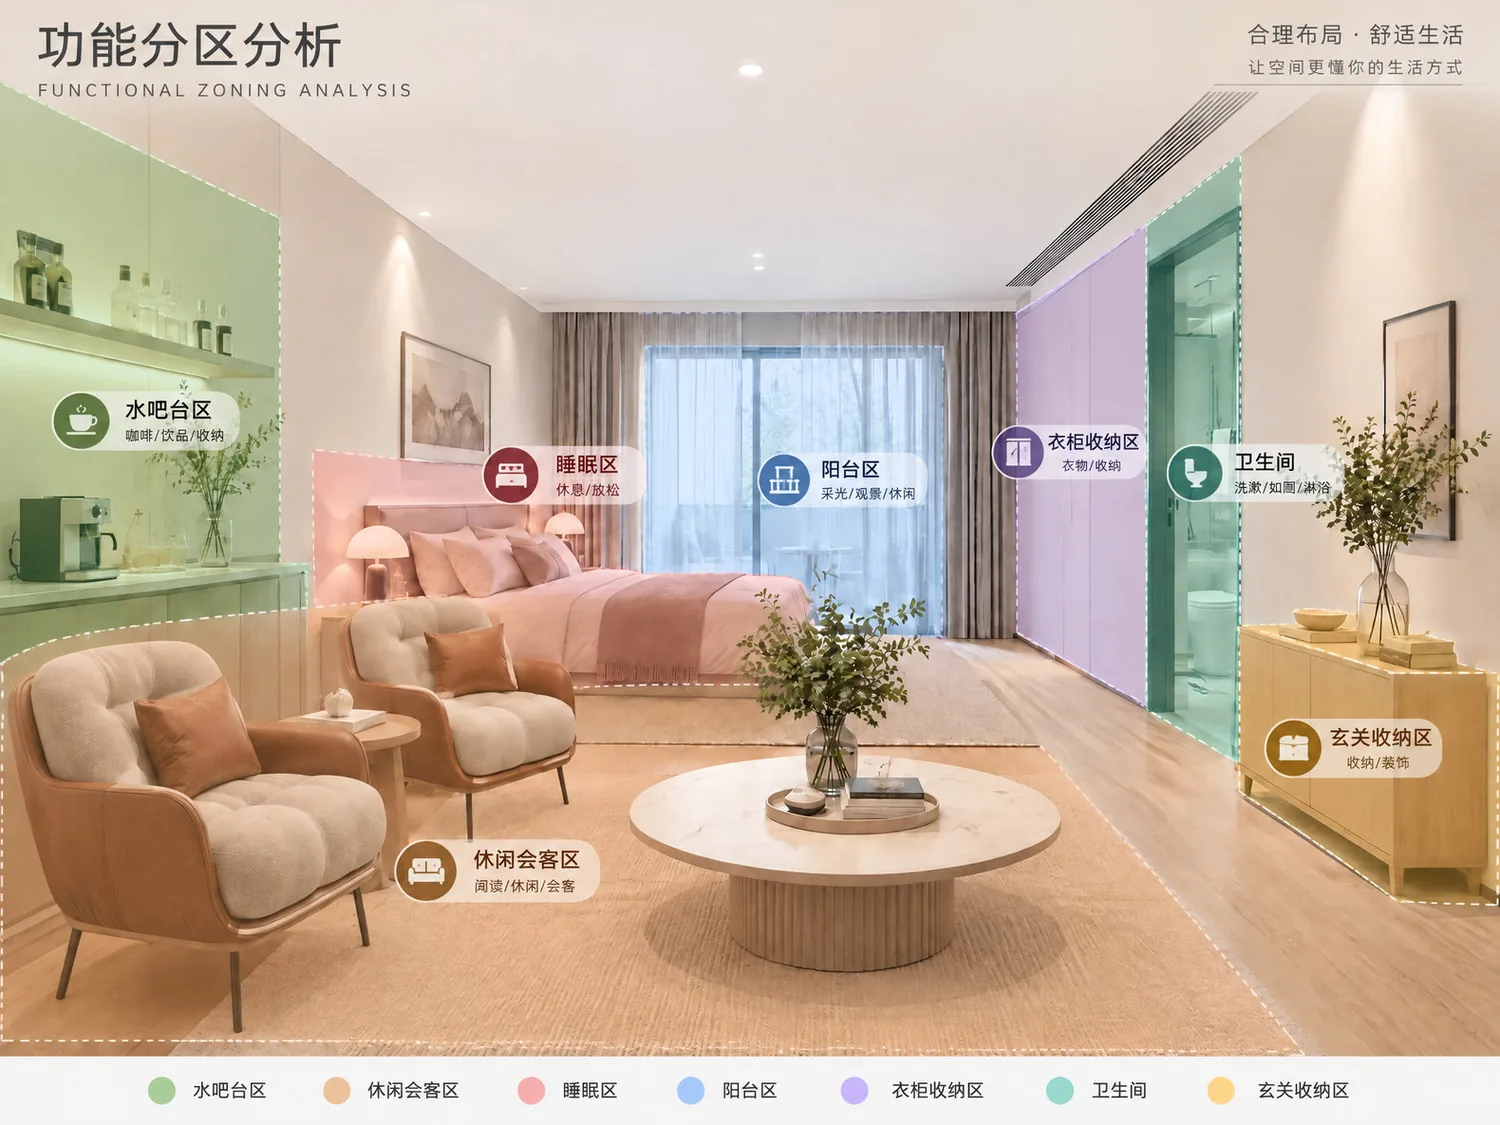 功能分区分析
FUNCTIONAL ZONING ANALYSIS
合理布局 · 舒适生活
让空间更懂你的生活方式
水吧台区
咖啡/饮品/收纳
睡眠区
休息/放松
阳台区
采光/观景/休闲
衣柜收纳区
衣物/收纳
卫生间
洗漱/如厕/淋浴
玄关收纳区
收纳/装饰
休闲会客区
阅读/休闲/会客
水吧台区
休闲会客区
睡眠区
阳台区
衣柜收纳区
卫生间
玄关收纳区